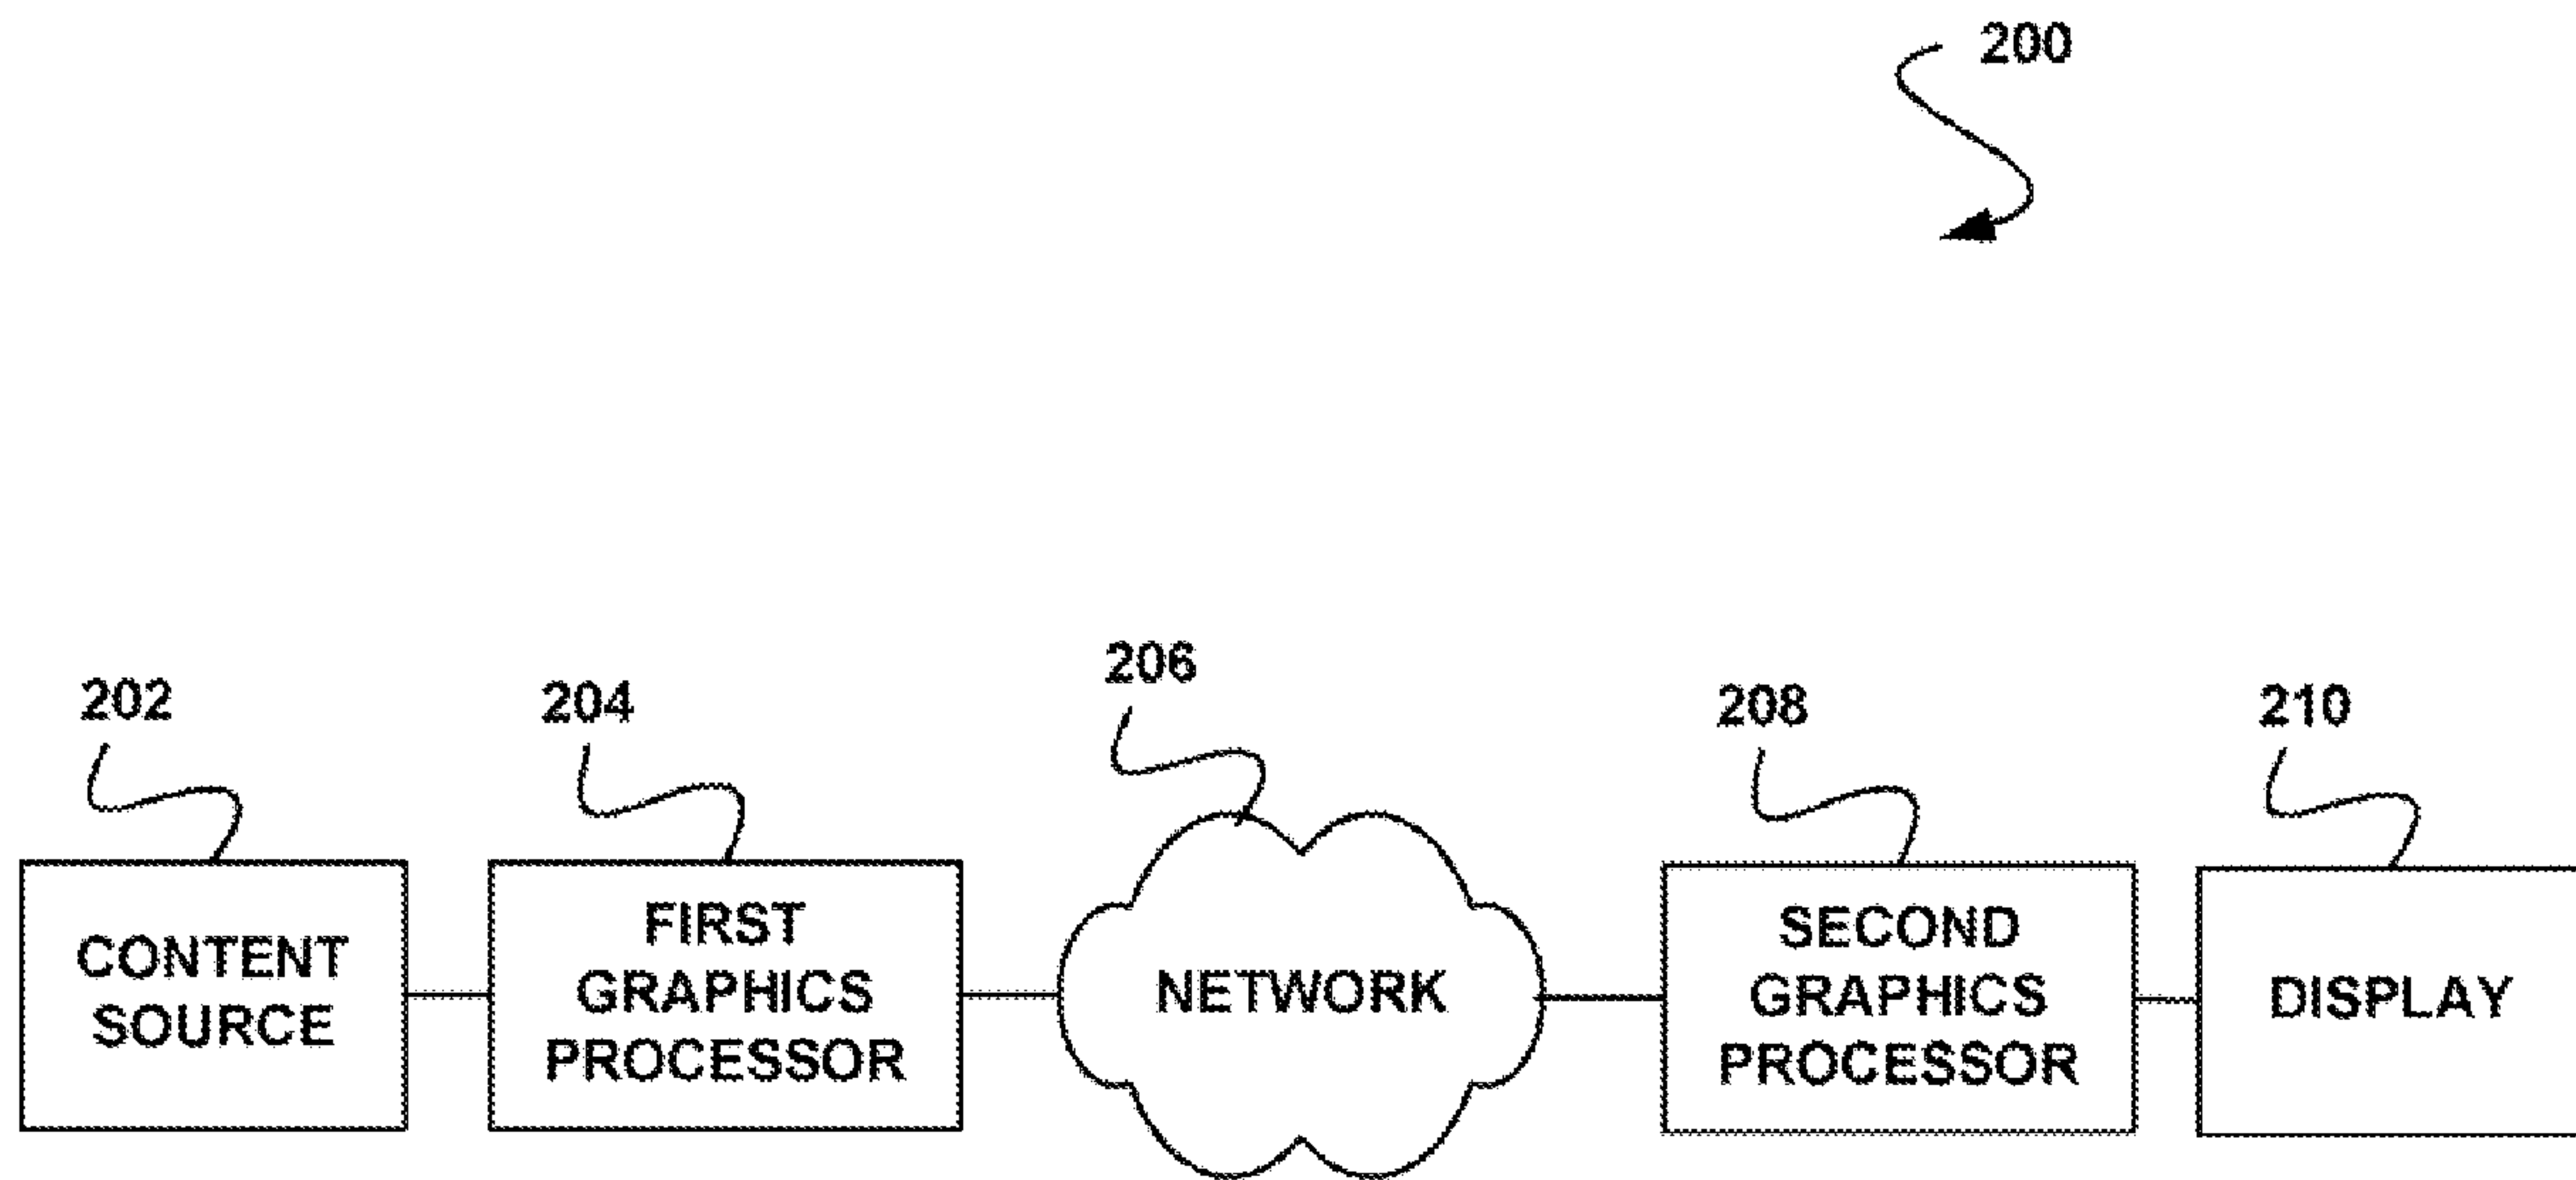 200
202
204
206
208
210
CONTENT
SOURCE
FIRST
GRAPHICS
PROCESSOR
NETWORK
SECOND
GRAPHICS
PROCESSOR
DISPLAY